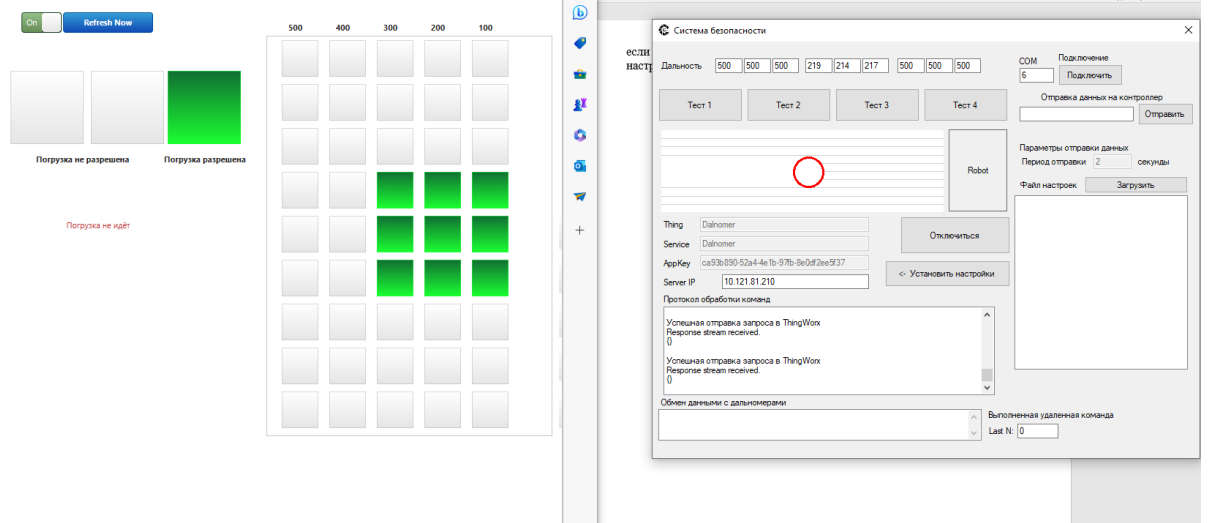 On
Refresh Now
500 400 300 200 100
Погрузка не разрешена
Погрузка разрешена
Погрузка не идёт
если
Система безопасности
Дальность 500 500 500 219 214 217 500 500 500
COM
Подключение
6
Подключить
Тест 1
Тест 2
Тест 3
Тест 4
Отправка данных на контроллер
Отправить
Robot
Параметры отправки данных
Период отправки 2 секунды
Файл настроек
Загрузить
Thing Dalnomer
Service Dalnomer
AppKey ca93b890-52a4-4e1b-97fb-8e0df2ee5f37
Server IP 10.121.81.210
Отключиться
<- Установить настройки
Протокол обработки команд
Успешная отправка запроса в ThingWorx
Response stream received.
{}
Успешная отправка запроса в ThingWorx
Response stream received.
{}
Обмен данными с дальномерами
Выполненная удаленная команда
Last N: 0